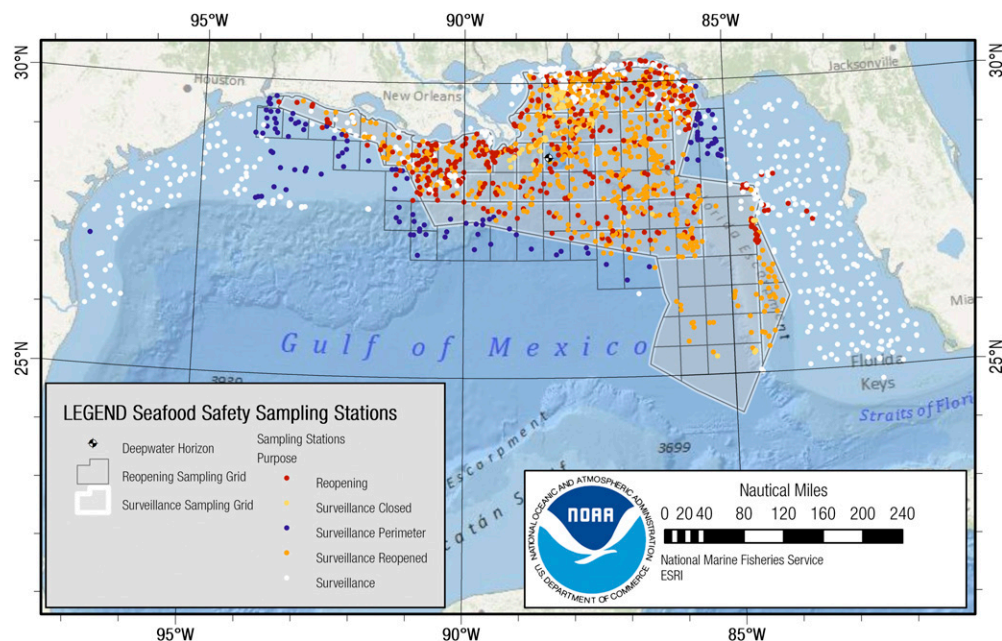 95°W 90°W 85°W
30°N 30°N
Houston
New Orleans
Jacksonville
Gulf of Mexico
25°N 25°N
Keys
Straits of Flori
Escarpment
3699
LEGEND Seafood Safety Sampling Stations
Deepwater Horizon
Reopening Sampling Grid
Surveillance Sampling Grid
Sampling Stations
Purpose
Reopening
Surveillance Closed
Surveillance Perimeter
Surveillance Reopened
Surveillance
NATIONAL OCEANIC AND ATMOSPHERIC ADMINISTRATION
NOAA
U.S. DEPARTMENT OF COMMERCE
Nautical Miles
0 20 40 80 120 160 200 240
National Marine Fisheries Service
ESRI
95°W 90°W 85°W